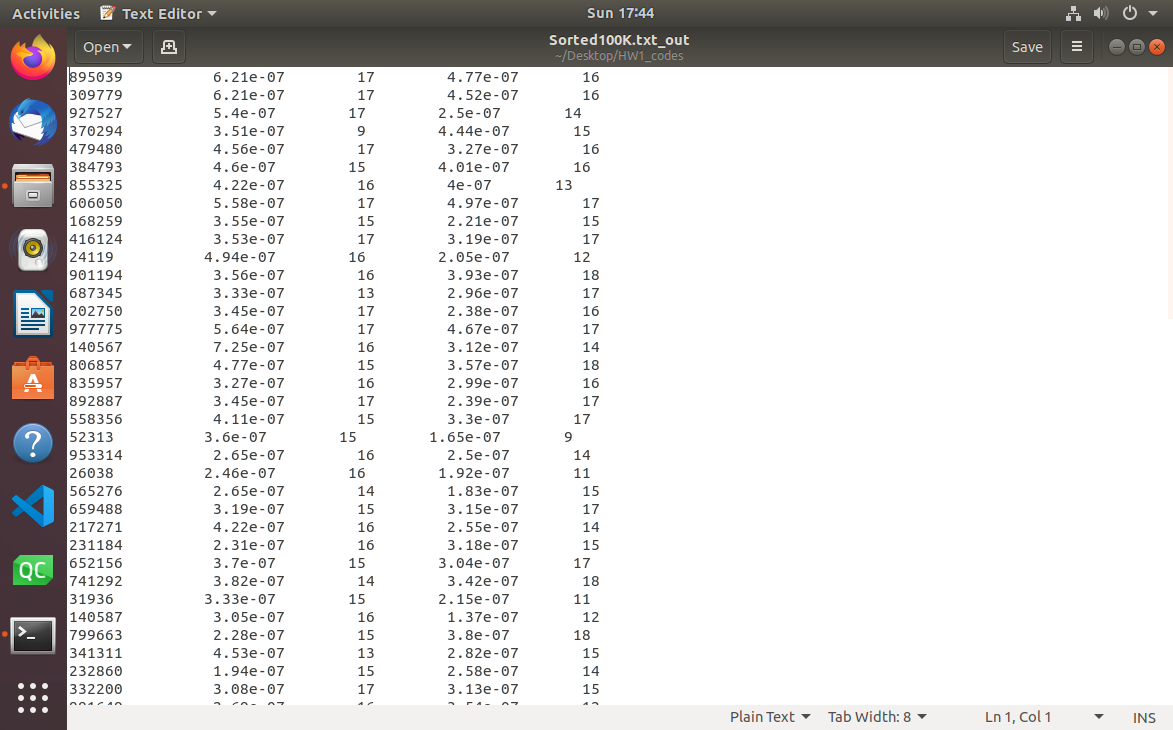 Activities Text Editor Sun 17:44
Open Sorted100K.txt_out Save
~/Desktop/HW1_codes
895039 6.21e-07 17 4.77e-07 16
309779 6.21e-07 17 4.52e-07 16
927527 5.4e-07 17 2.5e-07 14
370294 3.51e-07 9 4.44e-07 15
479480 4.56e-07 17 3.27e-07 16
384793 4.6e-07 15 4.01e-07 16
855325 4.22e-07 16 4e-07 13
606050 5.58e-07 17 4.97e-07 17
168259 3.55e-07 15 2.21e-07 15
416124 3.53e-07 17 3.19e-07 17
24119 4.94e-07 16 2.05e-07 12
901194 3.56e-07 16 3.93e-07 18
687345 3.33e-07 13 2.96e-07 17
202750 3.45e-07 17 2.38e-07 16
977775 5.64e-07 17 4.67e-07 17
140567 7.25e-07 16 3.12e-07 14
806857 4.77e-07 15 3.57e-07 18
835957 3.27e-07 16 2.99e-07 16
892887 3.45e-07 17 2.39e-07 17
558356 4.11e-07 15 3.3e-07 17
52313 3.6e-07 15 1.65e-07 9
953314 2.65e-07 16 2.5e-07 14
26038 2.46e-07 16 1.92e-07 11
565276 2.65e-07 14 1.83e-07 15
659488 3.19e-07 15 3.15e-07 17
217271 4.22e-07 16 2.55e-07 14
231184 2.31e-07 16 3.18e-07 15
652156 3.7e-07 15 3.04e-07 17
741292 3.82e-07 14 3.42e-07 18
31936 3.33e-07 15 2.15e-07 11
140587 3.05e-07 16 1.37e-07 12
799663 2.28e-07 15 3.8e-07 18
341311 4.53e-07 13 2.82e-07 15
232860 1.94e-07 15 2.58e-07 14
332200 3.08e-07 17 3.13e-07 15
QC
Plain Text Tab Width: 8 Ln 1, Col 1 INS